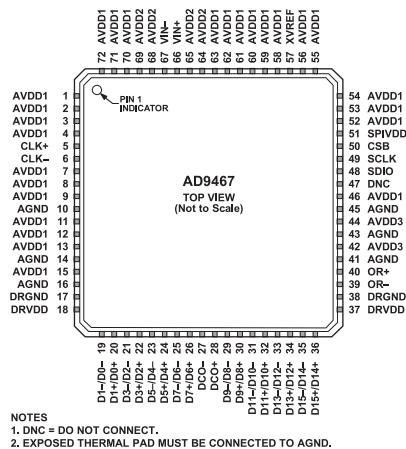 AVDD1 AVDD1 AVDD1 AVDD2 AVDD2 VIN– VIN+ AVDD2 AVDD2 AVDD1 AVDD1 AVDD1 AVDD1 AVDD1 AVDD1 XVREF AVDD1 AVDD1
72 71 70 69 68 67 66 65 64 63 62 61 60 59 58 57 56 55
PIN 1
INDICATOR
AVDD1 1
AVDD1 2
AVDD1 3
AVDD1 4
CLK+ 5
CLK– 6
AVDD1 7
AVDD1 8
AVDD1 9
AGND 10
AVDD1 11
AVDD1 12
AVDD1 13
AGND 14
AVDD1 15
AGND 16
DRGND 17
DRVDD 18
AD9467
TOP VIEW
(Not to Scale)
54 AVDD1
53 AVDD1
52 AVDD1
51 SPIVDD
50 CSB
49 SCLK
48 SDIO
47 DNC
46 AVDD1
45 AGND
44 AVDD3
43 AGND
42 AVDD3
41 AGND
40 OR+
39 OR–
38 DRGND
37 DRVDD
19 20 21 22 23 24 25 26 27 28 29 30 31 32 33 34 35 36
D1–/D0– D1+/D0+ D3–/D2– D3+/D2+ D5–/D4– D5+/D4+ D7–/D6– D7+/D6+ DCO– DCO+ D9–/D8– D9+/D8+ D11–/D10– D11+/D10+ D13–/D12– D13+/D12+ D15–/D14– D15+/D14+
NOTES
1. DNC = DO NOT CONNECT.
2. EXPOSED THERMAL PAD MUST BE CONNECTED TO AGND.